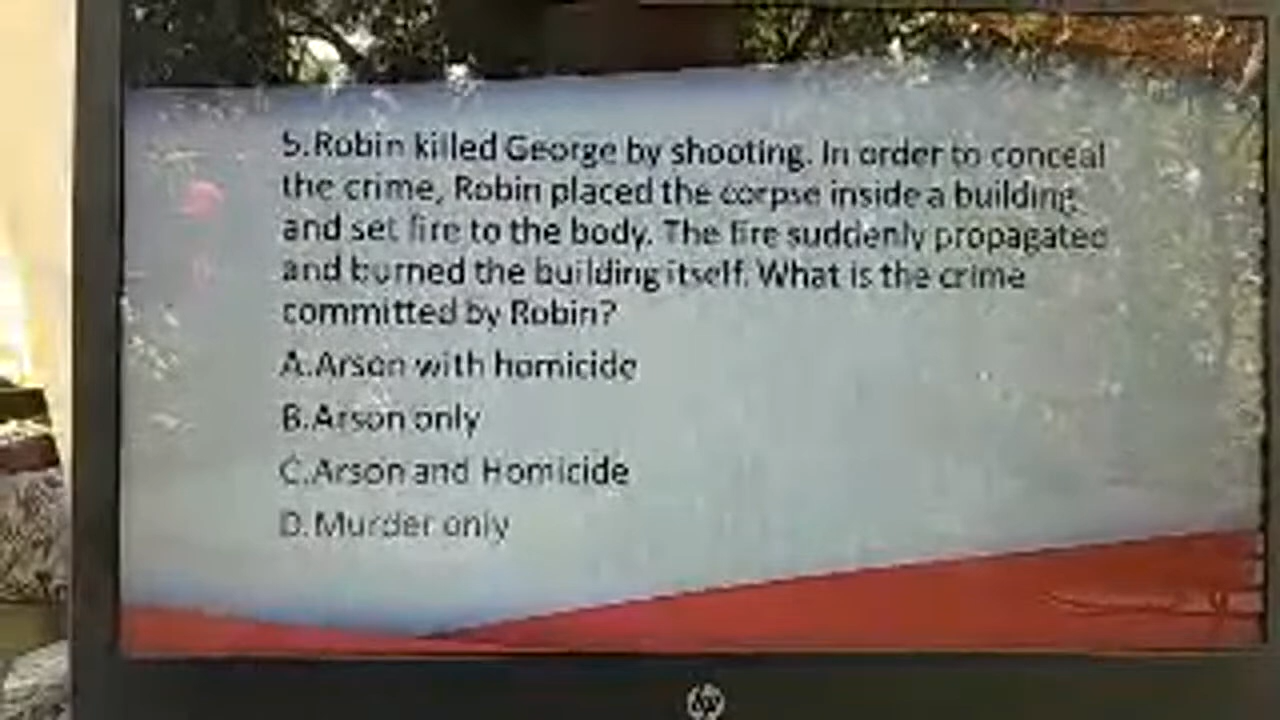 5.Robin killed George by shooting. In order to conceal
the crime, Robin placed the corpse inside a building
and set fire to the body. The fire suddenly propagated
and burned the building itself. What is the crime
committed by Robin?
A.Arson with homicide
B.Arson only
C.Arson and Homicide
D.Murder only
hp